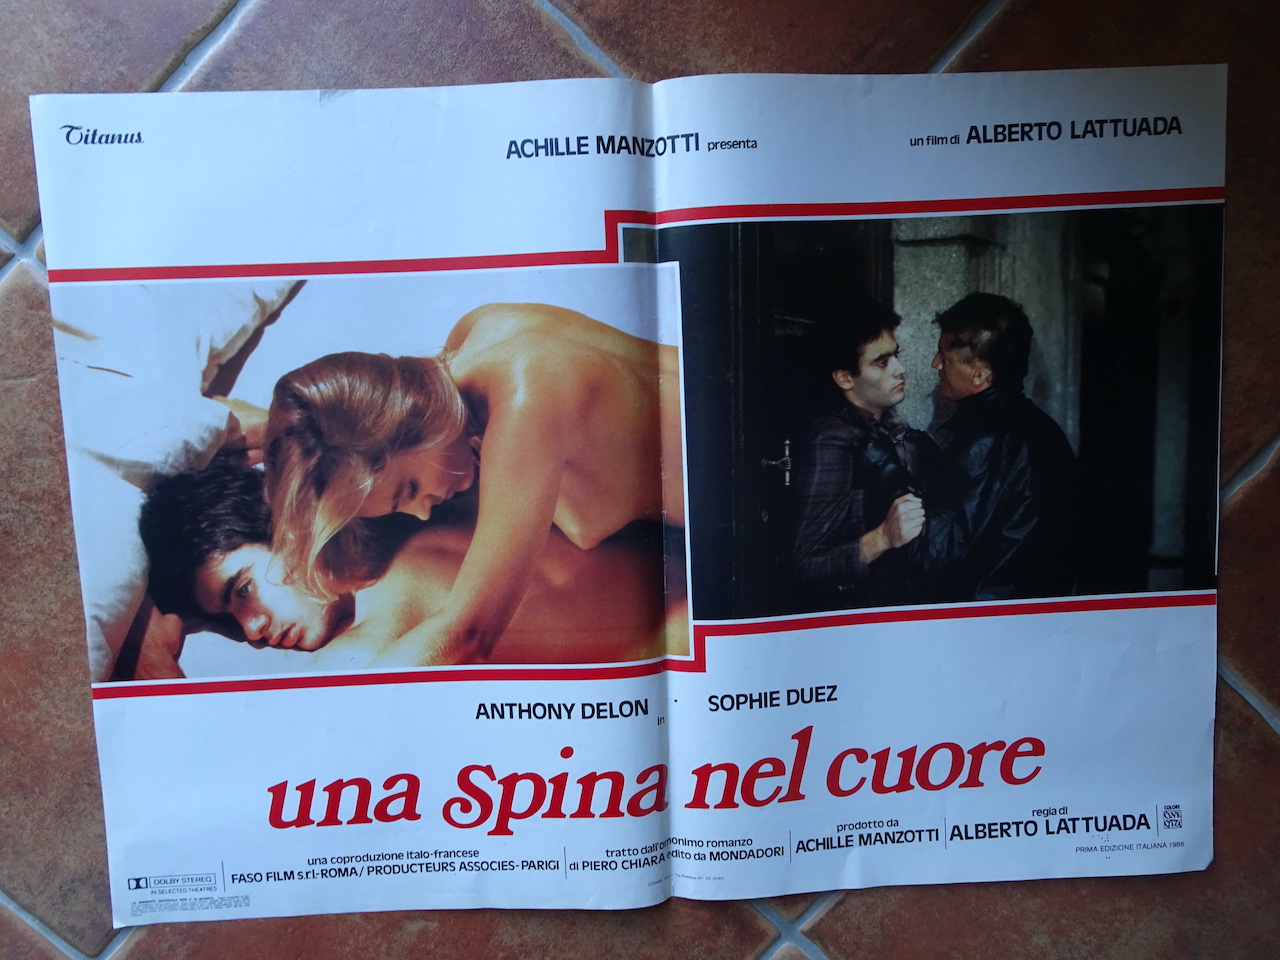 Titanus
ACHILLE MANZOTTI presenta
un film di ALBERTO LATTUADA
ANTHONY DELON in SOPHIE DUEZ
una spina nel cuore
DOLBY STEREO
IN SELECTED THEATRES
una coproduzione italo-francese
FASO FILM s.r.l-ROMA/PRODUCTEURS ASSOCIES-PARIGI
tratto dall'omonimo romanzo
di PIERO CHIARA edito da MONDADORI
prodotto da
ACHILLE MANZOTTI
regia di
ALBERTO LATTUADA
COLORE
PRIMA EDIZIONE ITALIANA 1986